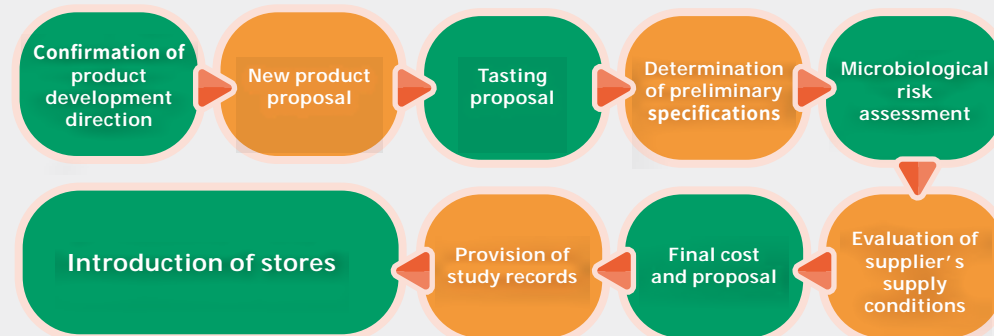 Confirmation of
product
development
direction
New product
proposal
Tasting
proposal
Determination
of preliminary
specifications
Microbiological
risk
assessment
Evaluation of
supplier's
supply
conditions
Final cost
and proposal
Provision of
study records
Introduction of stores